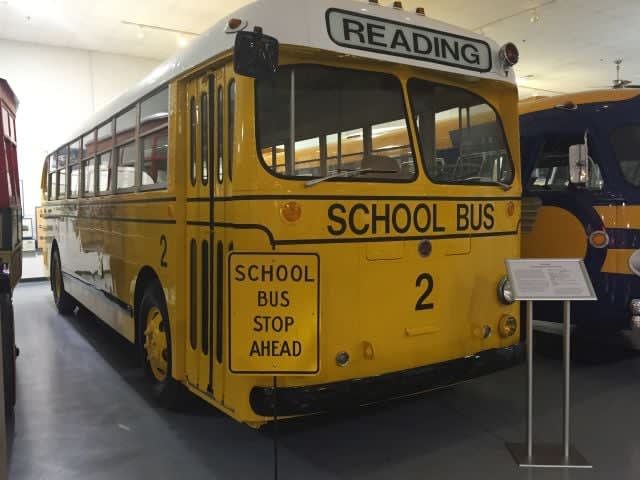 READING
SCHOOL BUS
2
2
SCHOOL
BUS
STOP
AHEAD